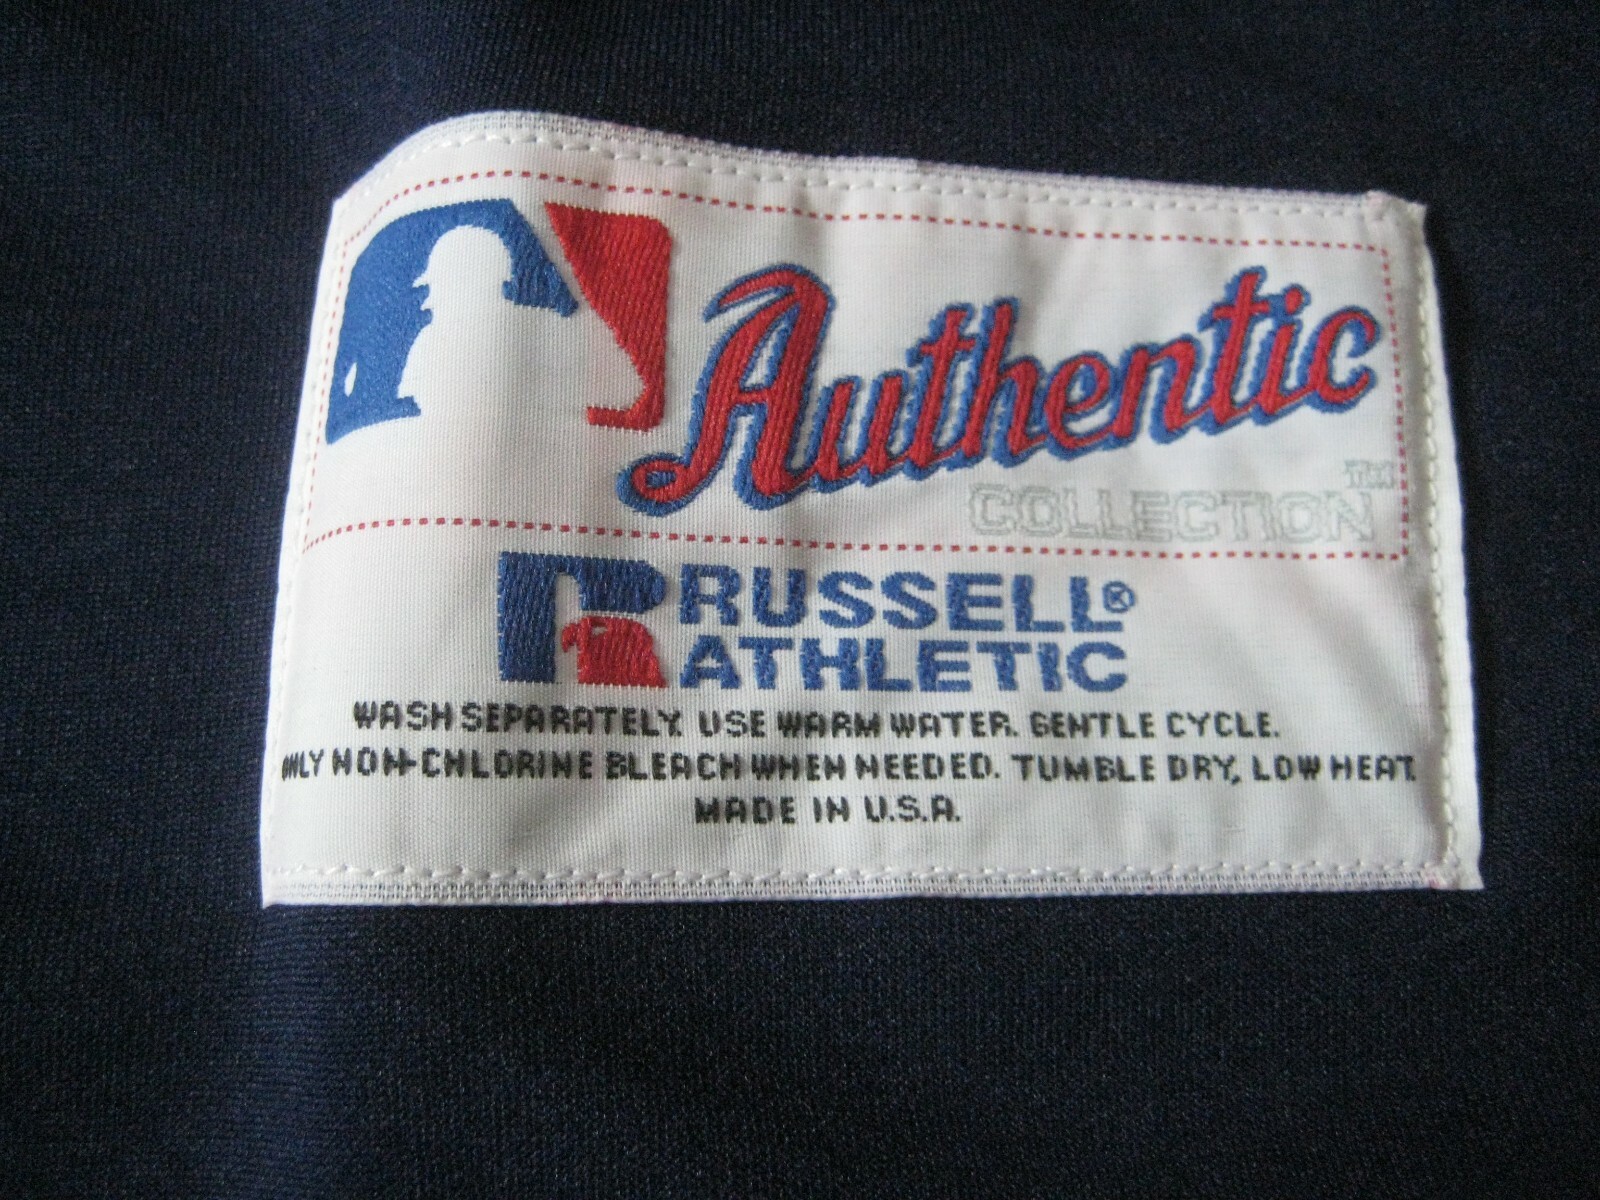 Authentic
COLLECTION™
RUSSELL®
ATHLETIC
WASH SEPARATELY. USE WARM WATER. GENTLE CYCLE.
ONLY NON-CHLORINE BLEACH WHEN NEEDED. TUMBLE DRY, LOW HEAT.
MADE IN U.S.A.